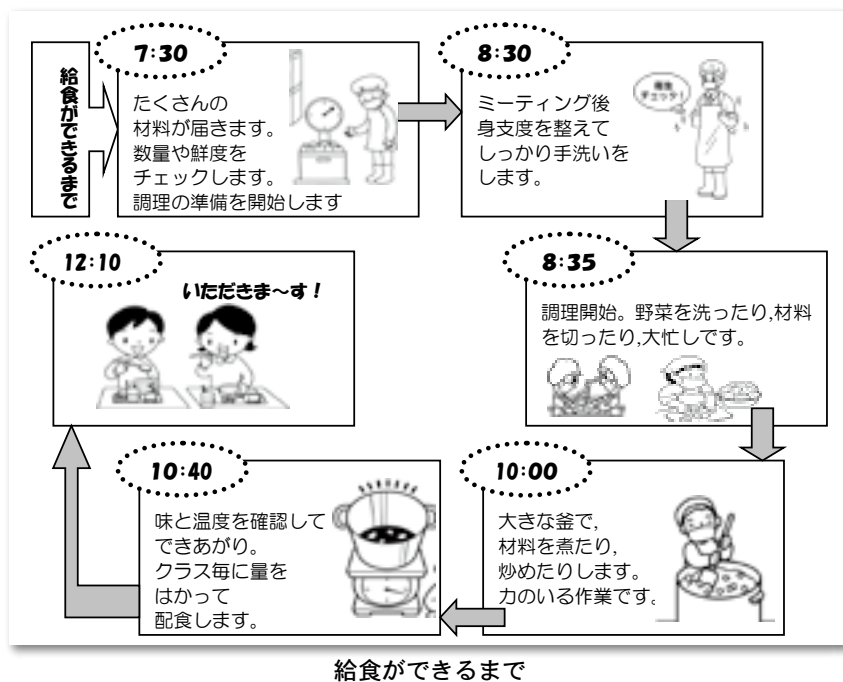 給食ができるまで
7:30
たくさんの
材料が届きます。
数量や鮮度を
チェックします。
調理の準備を開始します
8:30
ミーティング後
身支度を整えて
しっかり手洗いを
します。
衛生
チェック!
8:35
調理開始。野菜を洗ったり,材料
を切ったり,大忙しです。
10:00
大きな釜で,
材料を煮たり,
炒めたりします。
力のいる作業です。
10:40
味と温度を確認して
できあがり。
クラス毎に量を
はかって
配食します。
12:10
いただきま~す!
給食ができるまで